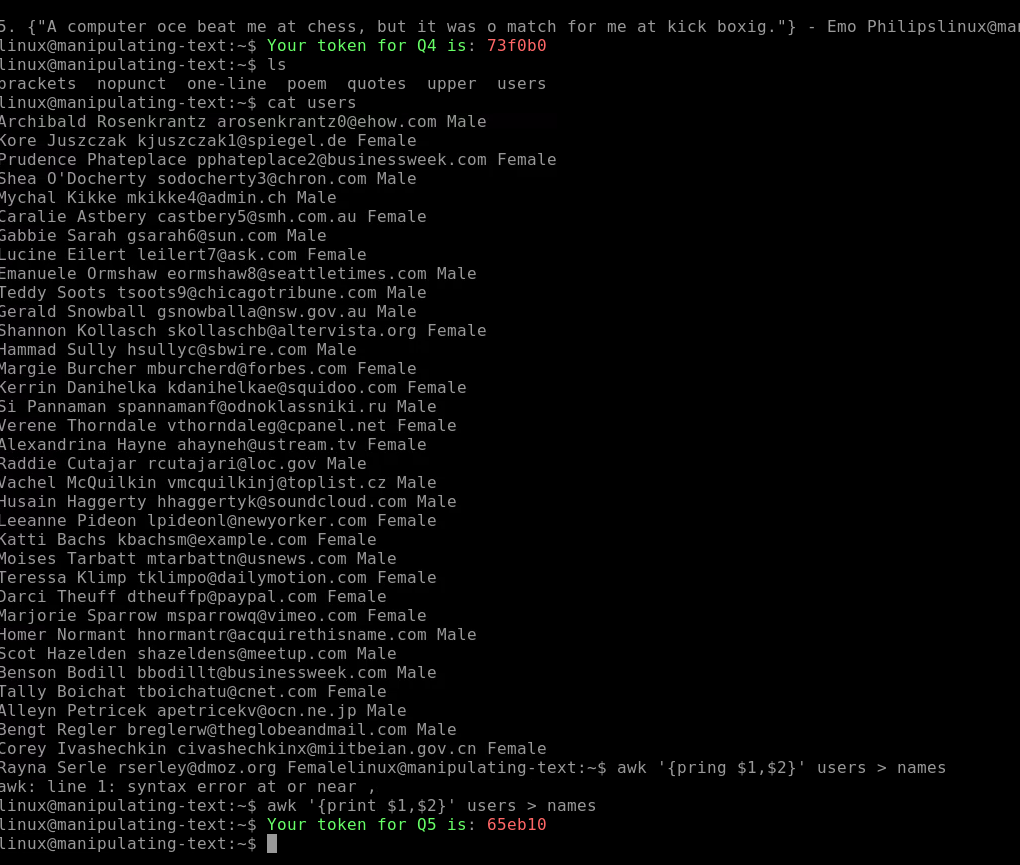 5. {"A computer oce beat me at chess, but it was o match for me at kick boxig."} - Emo Philipslinux@ma
linux@manipulating-text:~$ Your token for Q4 is: 73f0b0
linux@manipulating-text:~$ ls
brackets  nopunct  one-line  poem  quotes  upper  users
linux@manipulating-text:~$ cat users
Archibald Rosenkrantz arosenkrantz0@ehow.com Male
Kore Juszczak kjuszczak1@spiegel.de Female
Prudence Phateplace pphateplace2@businessweek.com Female
Shea O'Docherty sodocherty3@chron.com Male
Mychal Kikke mkikke4@admin.ch Male
Caralie Astbery castbery5@smh.com.au Female
Gabbie Sarah gsarah6@sun.com Male
Lucine Eilert leilert7@ask.com Female
Emanuele Ormshaw eormshaw8@seattletimes.com Male
Teddy Soots tsoots9@chicagotribune.com Male
Gerald Snowball gsnowballa@nsw.gov.au Male
Shannon Kollasch skollaschb@altervista.org Female
Hammad Sully hsullyc@sbwire.com Male
Margie Burcher mburcherd@forbes.com Female
Kerrin Danihelka kdanihelkae@squidoo.com Female
Si Pannaman spannamanf@odnoklassniki.ru Male
Verene Thorndale vthorndaleg@cpanel.net Female
Alexandrina Hayne ahayneh@ustream.tv Female
Raddie Cutajar rcutajari@loc.gov Male
Vachel McQuilkin vmcquilkinj@toplist.cz Male
Husain Haggerty hhaggertyk@soundcloud.com Male
Leeanne Pideon lpideonl@newyorker.com Female
Katti Bachs kbachsm@example.com Female
Moises Tarbatt mtarbattn@usnews.com Male
Teressa Klimp tklimpo@dailymotion.com Female
Darci Theuff dtheuffp@paypal.com Female
Marjorie Sparrow msparrowq@vimeo.com Female
Homer Normant hnormantr@acquirethisname.com Male
Scot Hazelden shazeldens@meetup.com Male
Benson Bodill bbodillt@businessweek.com Male
Tally Boichat tboichatu@cnet.com Female
Alleyn Petricek apetricekv@ocn.ne.jp Male
Bengt Regler breglerw@theglobeandmail.com Male
Corey Ivashechkin civashechkinx@miitbeian.gov.cn Female
Rayna Serle rserley@dmoz.org Femalelinux@manipulating-text:~$ awk '{pring $1,$2}' users > names
awk: line 1: syntax error at or near ,
linux@manipulating-text:~$ awk '{print $1,$2}' users > names
linux@manipulating-text:~$ Your token for Q5 is: 65eb10
linux@manipulating-text:~$